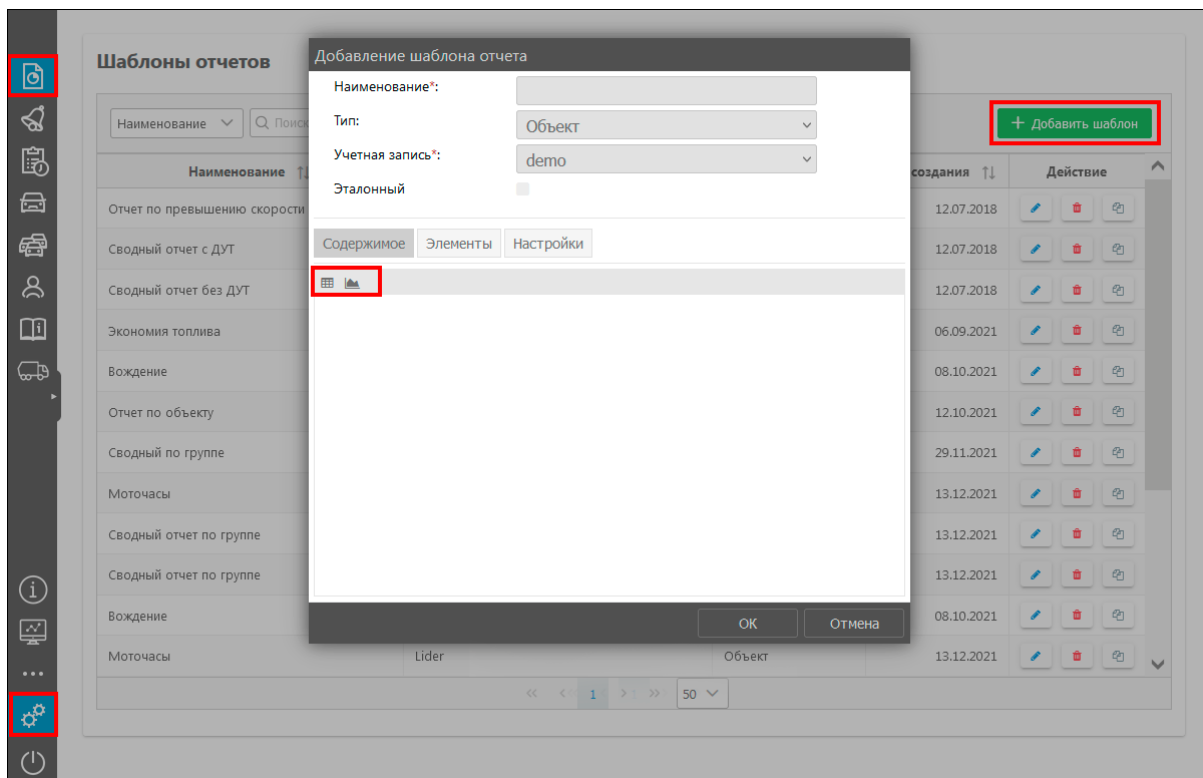 Шаблоны отчетов
Добавление шаблона отчета
Наименование*:
Тип:
Объект
Учетная запись*:
demo
Эталонный
Содержимое Элементы Настройки
OK Отмена
Наименование
+ Добавить шаблон
Наименование создания Действие
Отчет по превышению скорости 12.07.2018
Сводный отчет с ДУТ 12.07.2018
Сводный отчет без ДУТ 12.07.2018
Экономия топлива 06.09.2021
Вождение 08.10.2021
Отчет по объекту 12.10.2021
Сводный по группе 29.11.2021
Моточасы 13.12.2021
Сводный отчет по группе 13.12.2021
Сводный отчет по группе 13.12.2021
Вождение 08.10.2021
Моточасы Lider Объект 13.12.2021
1 50